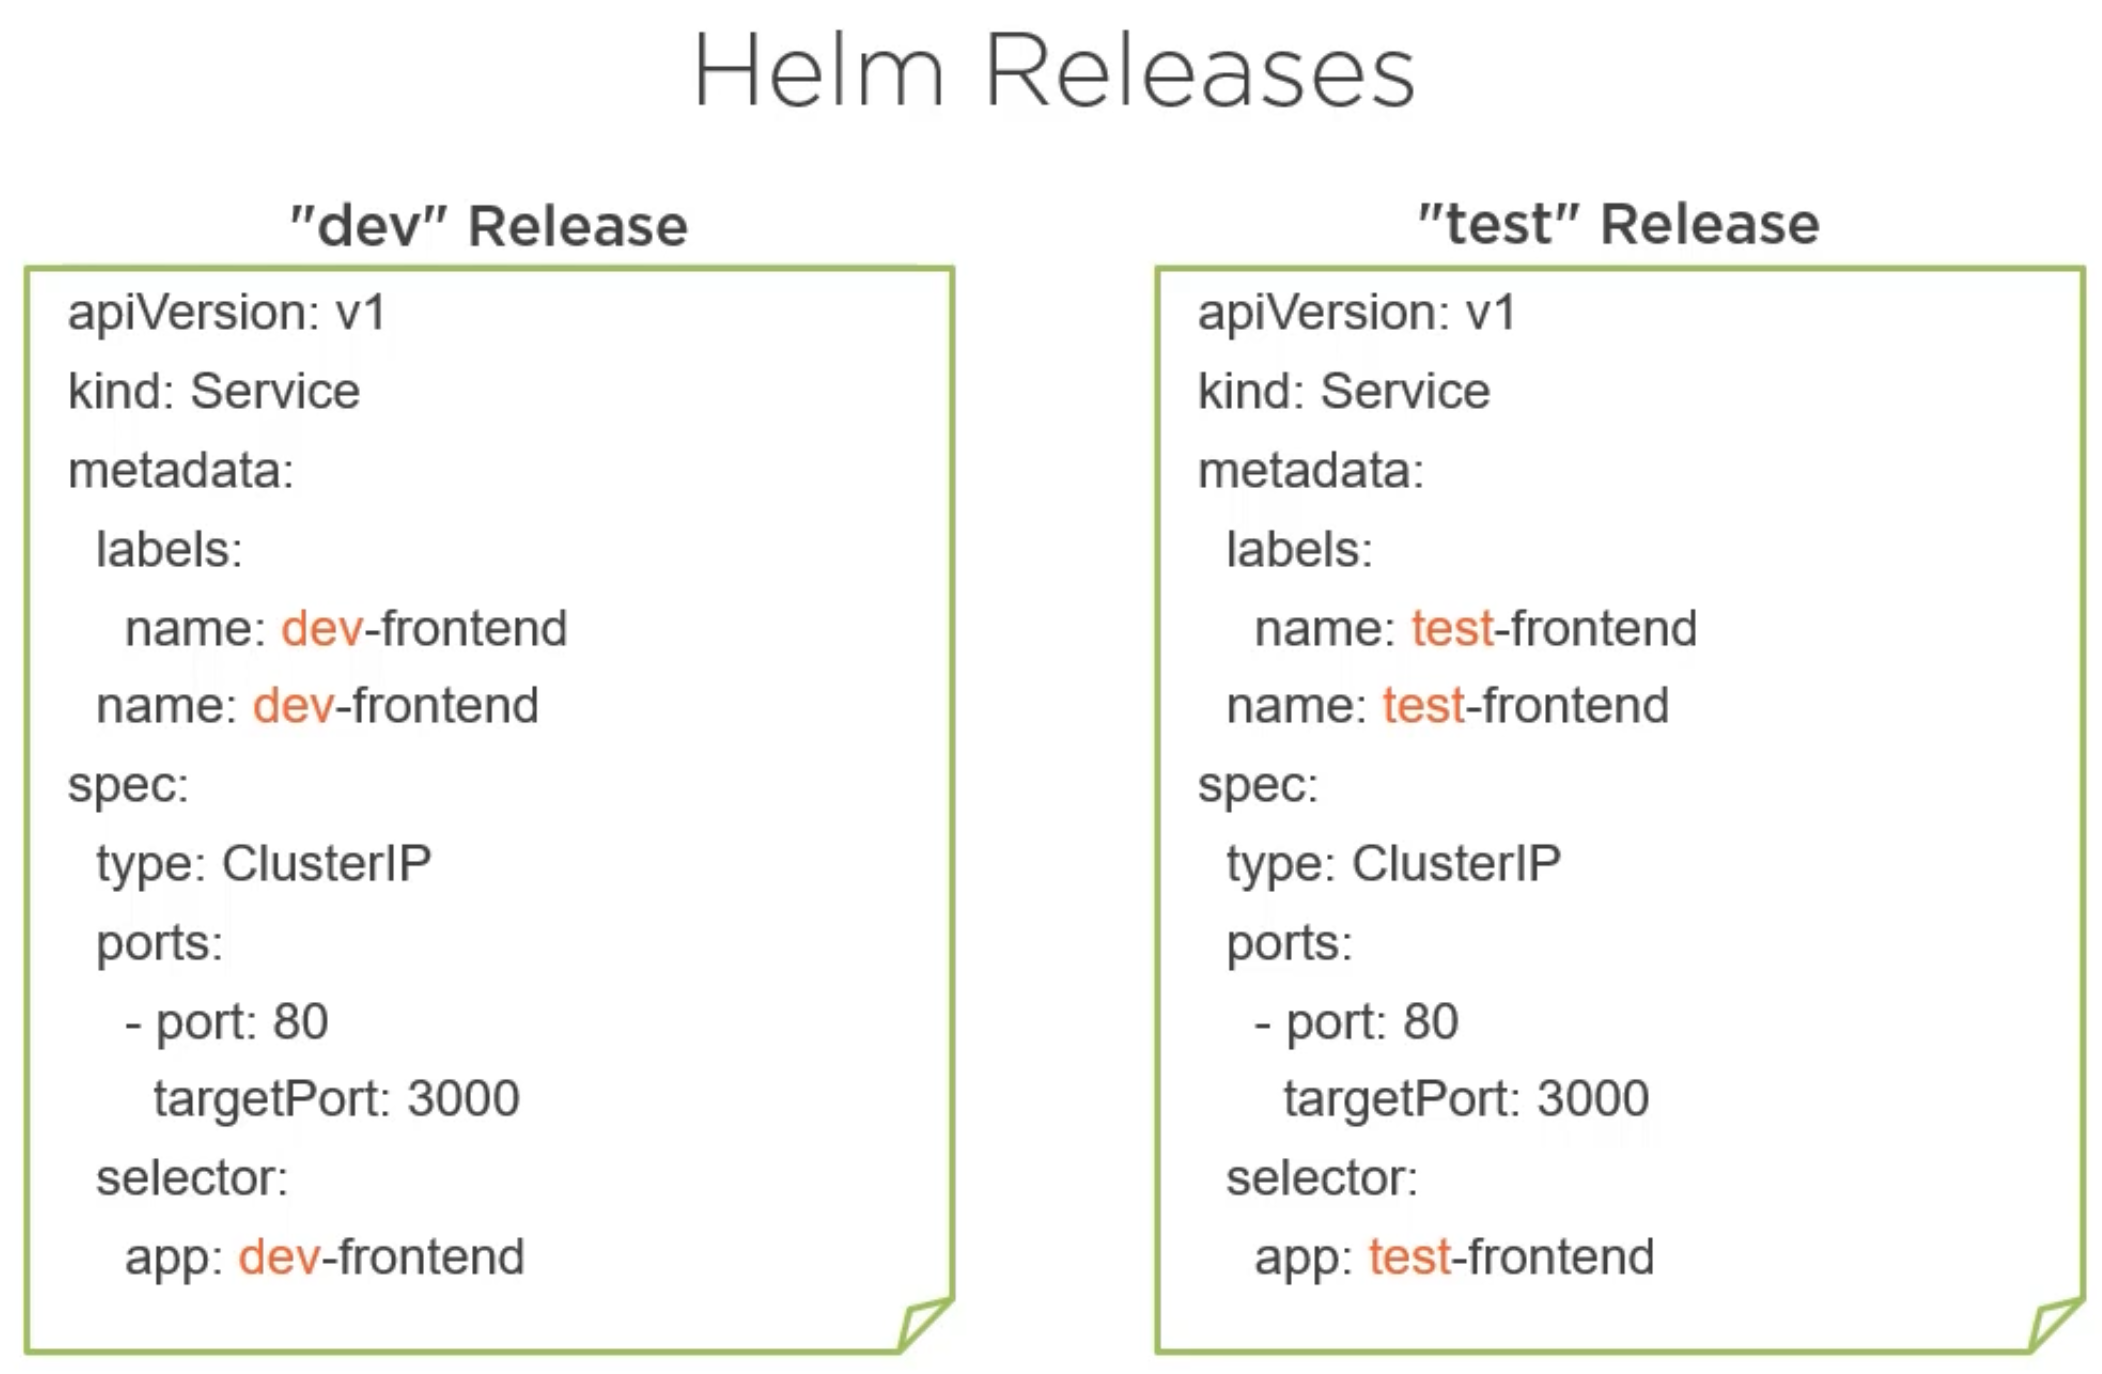 Helm Releases
"dev" Release
apiVersion: v1
kind: Service
metadata:
  labels:
    name: dev-frontend
  name: dev-frontend
spec:
  type: ClusterIP
  ports:
    - port: 80
      targetPort: 3000
  selector:
    app: dev-frontend
"test" Release
apiVersion: v1
kind: Service
metadata:
  labels:
    name: test-frontend
  name: test-frontend
spec:
  type: ClusterIP
  ports:
    - port: 80
      targetPort: 3000
  selector:
    app: test-frontend